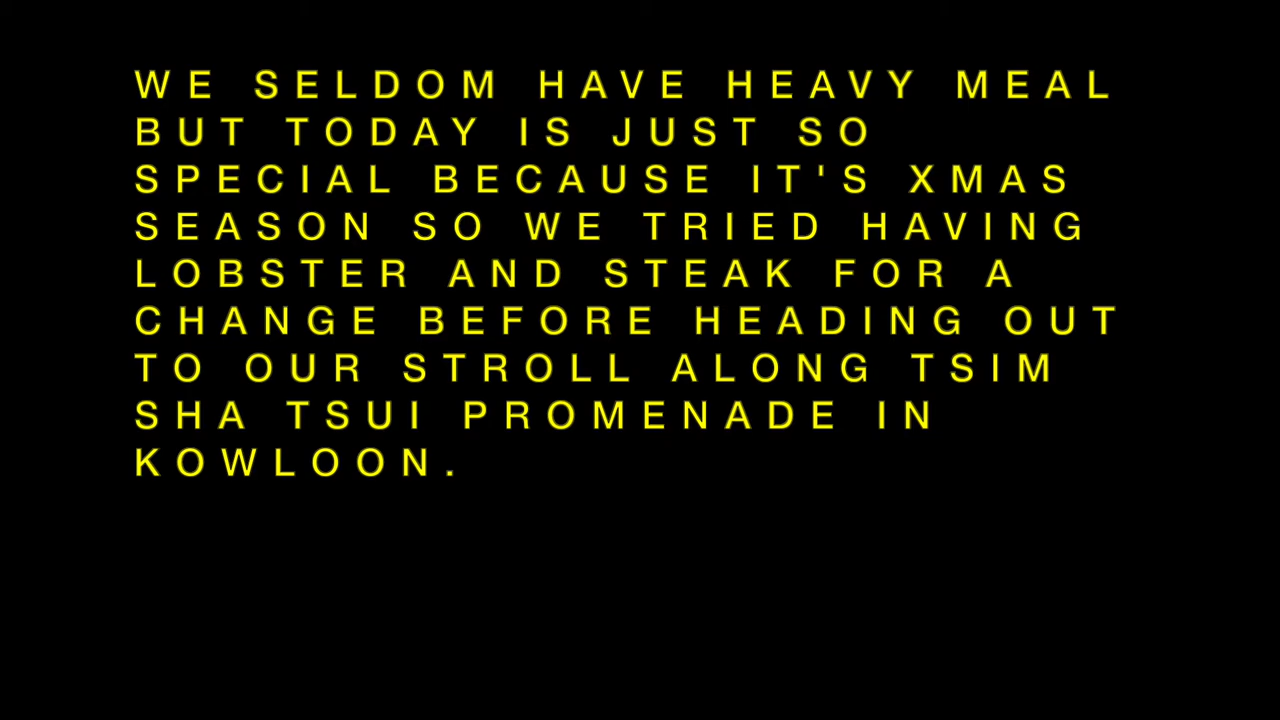 WE SELDOM HAVE HEAVY MEAL
BUT TODAY IS JUST SO
SPECIAL BECAUSE IT'S XMAS
SEASON SO WE TRIED HAVING
LOBSTER AND STEAK FOR A
CHANGE BEFORE HEADING OUT
TO OUR STROLL ALONG TSIM
SHA TSUI PROMENADE IN
KOWLOON.